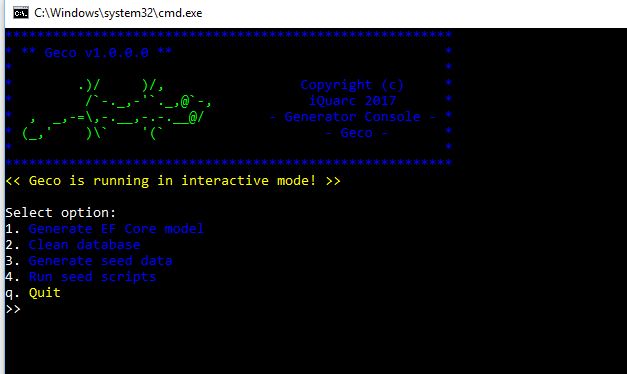 C:\Windows\system32\cmd.exe
********************************************************
* ** Geco v1.0.0.0 **                                  *
*                                                      *
*        .)/     )/,                 Copyright (c)     *
*         /`-._,-'`._,@`-,            iQuarc 2017      *
*  ,  _,-=\,-.__,-.-.__@/        - Generator Console - *
* (_,'    )\`    '(`                    - Geco -       *
*                                                      *
********************************************************
<< Geco is running in interactive mode! >>
Select option:
1. Generate EF Core model
2. Clean database
3. Generate seed data
4. Run seed scripts
q. Quit
>>